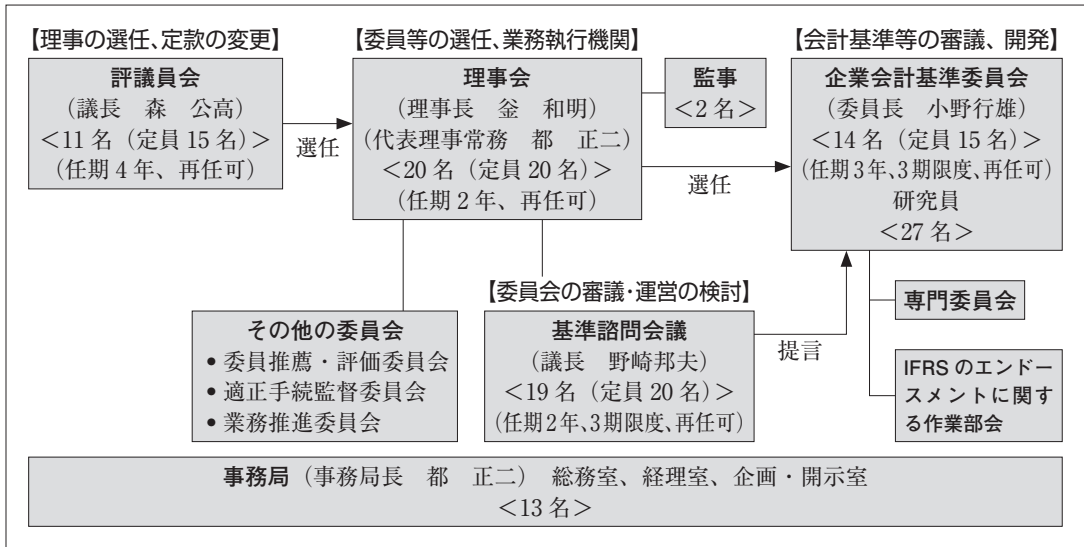 【理事の選任、定款の変更】
評議員会
(議長 森 公高)
<11名(定員15名)>
(任期4年、再任可)
選任
【委員等の選任、業務執行機関】
理事会
(理事長 釜 和明)
(代表理事常務 都 正二)
<20名(定員20名)>
(任期2年、再任可)
監事
<2名>
選任
【会計基準等の審議、開発】
企業会計基準委員会
(委員長 小野行雄)
<14名(定員15名)>
(任期3年、3期限度、再任可)
研究員
<27名>
その他の委員会
• 委員推薦・評価委員会
• 適正手続監督委員会
• 業務推進委員会
【委員会の審議・運営の検討】
基準諮問会議
(議長 野崎邦夫)
<19名(定員20名)>
(任期2年、3期限度、再任可)
提言
専門委員会
IFRSのエンドー
スメントに関す
る作業部会
事務局(事務局長 都 正二) 総務室、経理室、企画・開示室
<13名>